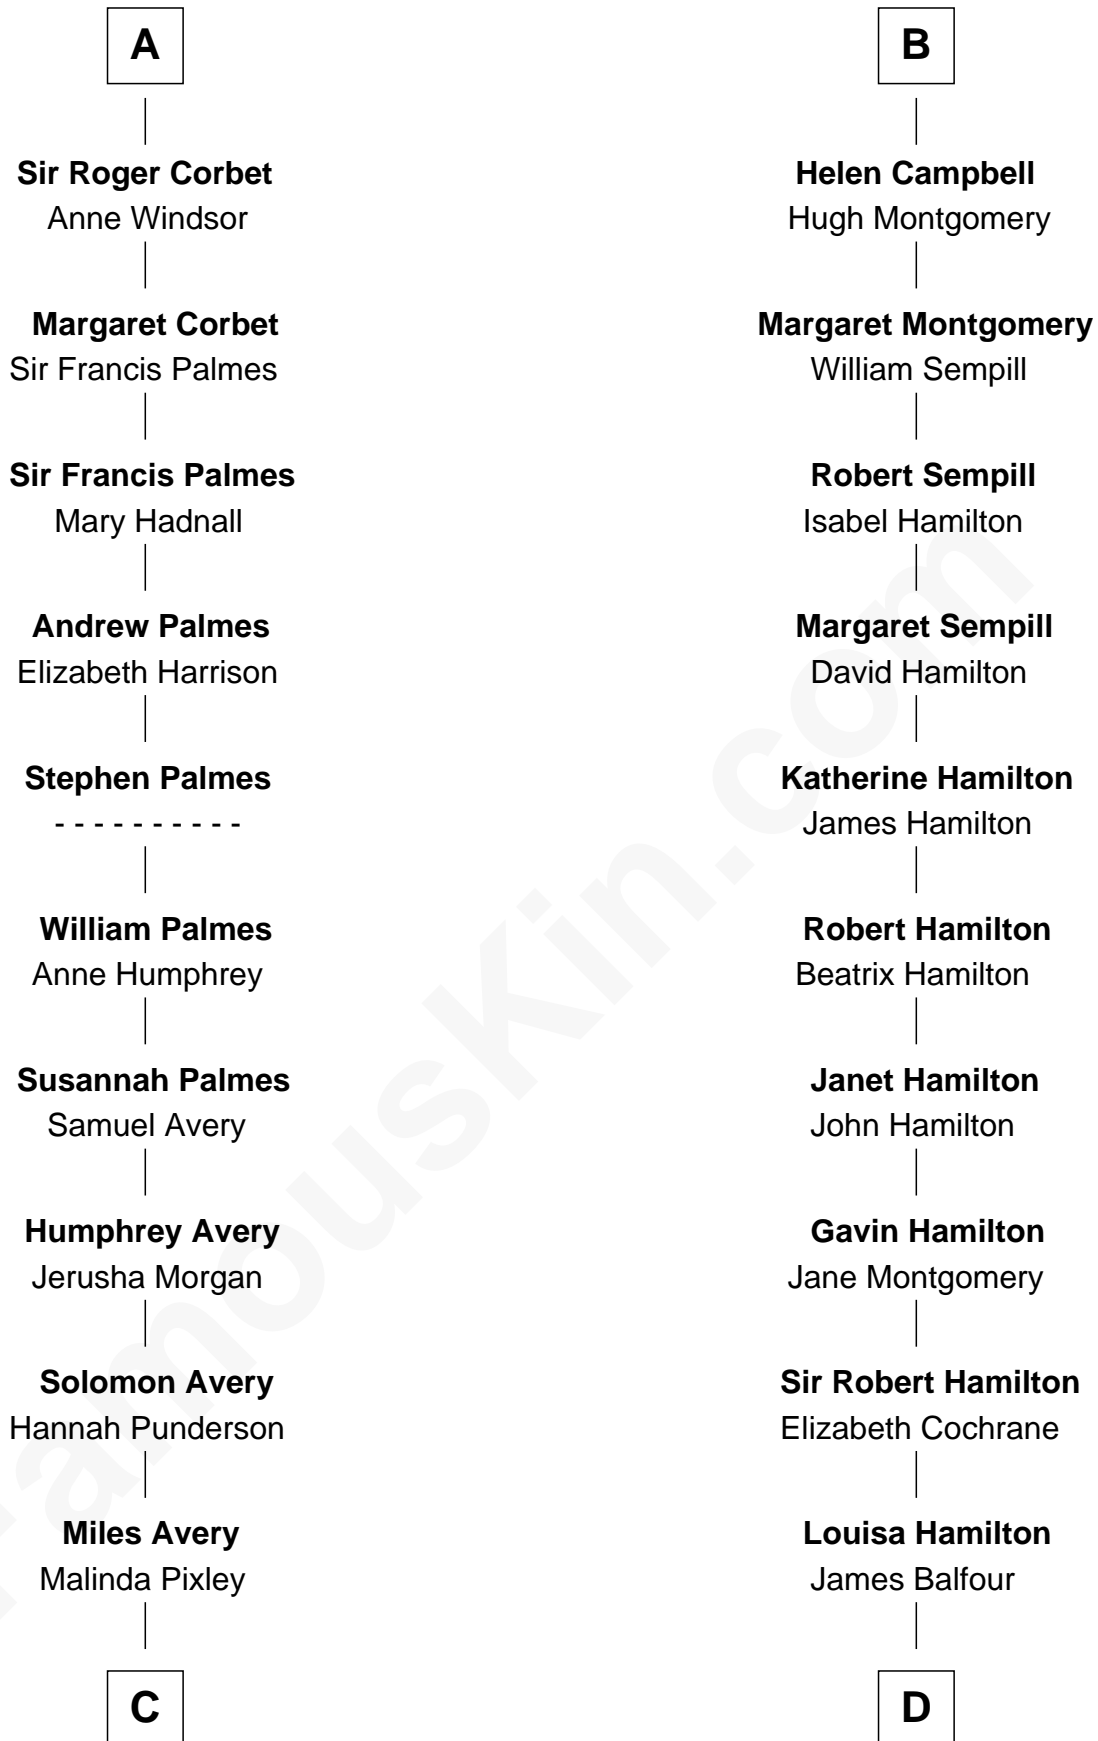 A
Sir Roger Corbet
Anne Windsor
Margaret Corbet
Sir Francis Palmes
Sir Francis Palmes
Mary Hadnall
Andrew Palmes
Elizabeth Harrison
Stephen Palmes
- - - - - - - - - -
William Palmes
Anne Humphrey
Susannah Palmes
Samuel Avery
Humphrey Avery
Jerusha Morgan
Solomon Avery
Hannah Punderson
Miles Avery
Malinda Pixley
C
B
Helen Campbell
Hugh Montgomery
Margaret Montgomery
William Sempill
Robert Sempill
Isabel Hamilton
Margaret Sempill
David Hamilton
Katherine Hamilton
James Hamilton
Robert Hamilton
Beatrix Hamilton
Janet Hamilton
John Hamilton
Gavin Hamilton
Jane Montgomery
Sir Robert Hamilton
Elizabeth Cochrane
Louisa Hamilton
James Balfour
D
FamousKin.com